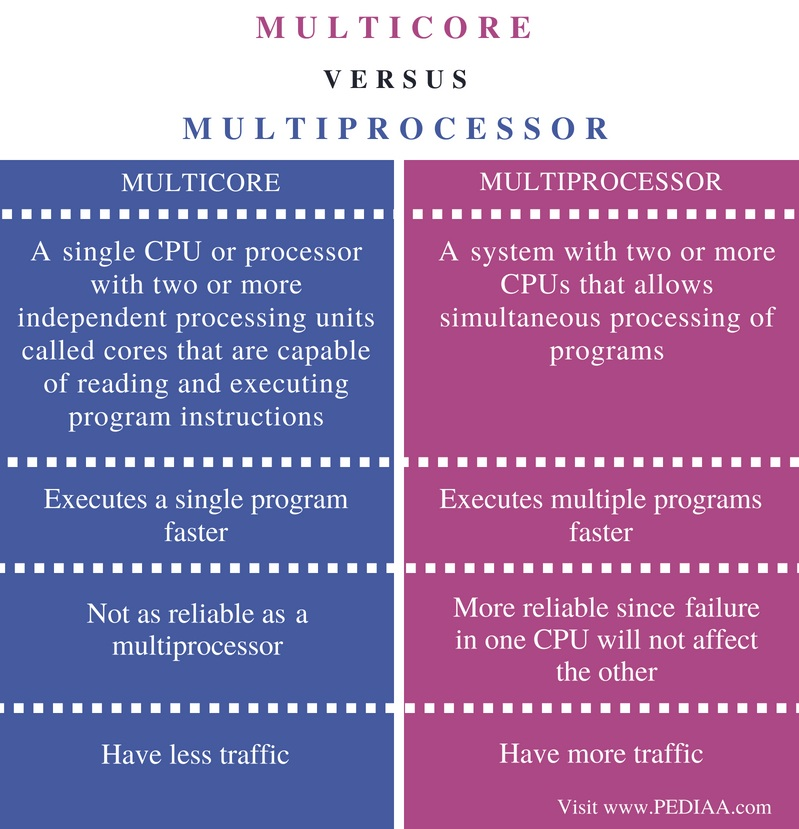 MULTICORE
VERSUS
MULTIPROCESSOR
MULTICORE
A single CPU or processor
with two or more
independent processing units
called cores that are capable
of reading and executing
program instructions
Executes a single program
faster
Not as reliable as a
multiprocessor
Have less traffic
MULTIPROCESSOR
A system with two or more
CPUs that allows
simultaneous processing of
programs
Executes multiple programs
faster
More reliable since failure
in one CPU will not affect
the other
Have more traffic
Visit www.PEDIAA.com